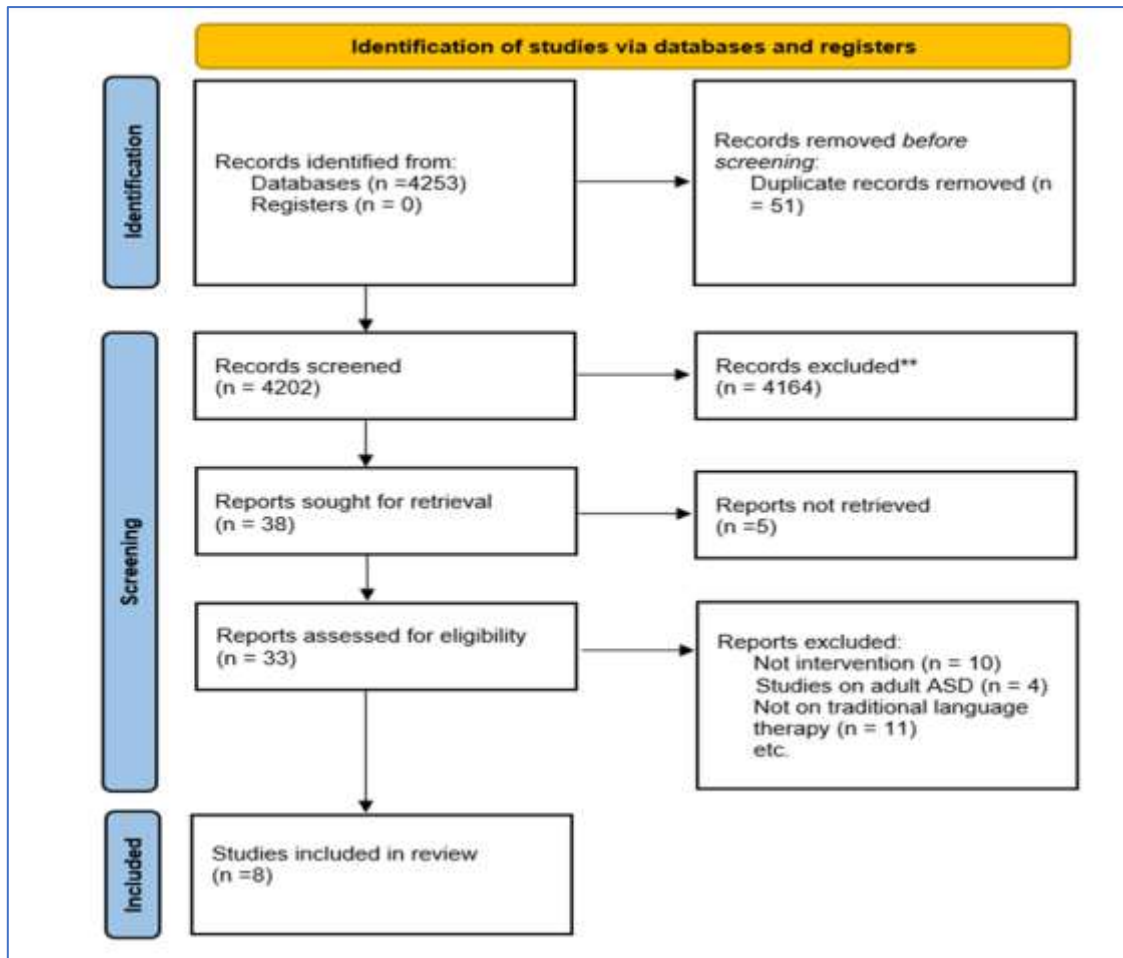 Identification of studies via databases and registers
Identification
Records identified from:
Databases (n =4253)
Registers (n = 0)
Records removed before
screening:
Duplicate records removed (n
= 51)
Screening
Records screened
(n = 4202)
Records excluded**
(n = 4164)
Reports sought for retrieval
(n = 38)
Reports not retrieved
(n =5)
Reports assessed for eligibility
(n = 33)
Reports excluded:
Not intervention (n = 10)
Studies on adult ASD (n = 4)
Not on traditional language
therapy (n = 11)
etc.
Included
Studies included in review
(n =8)